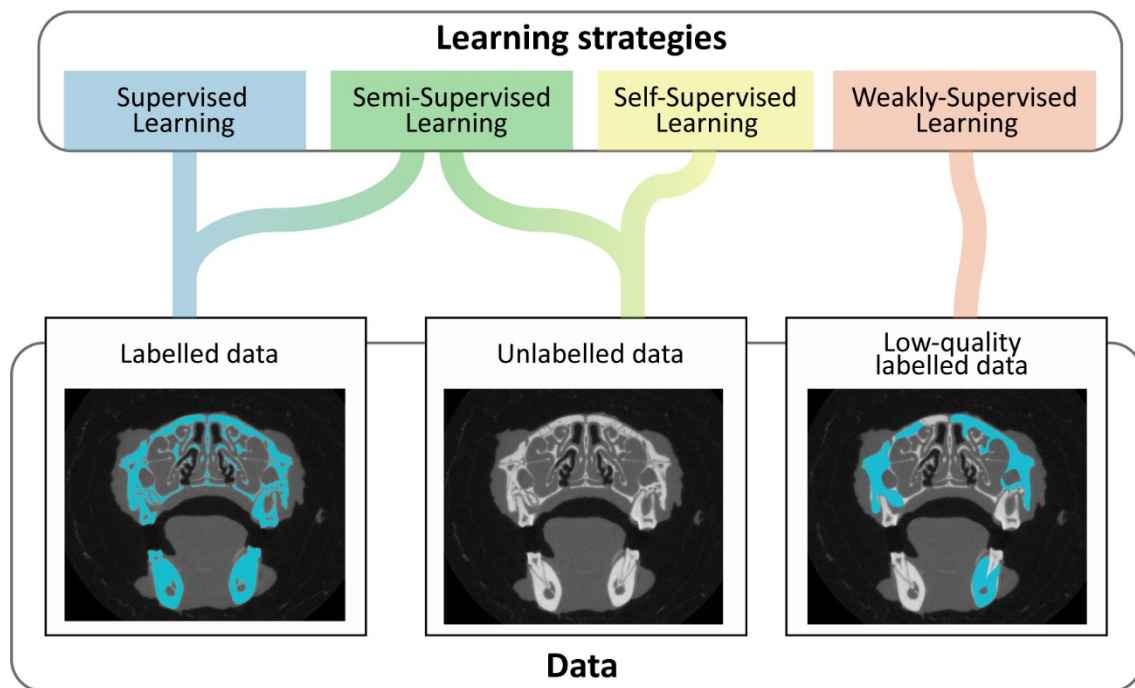 Learning strategies
Supervised
Learning
Semi-Supervised
Learning
Self-Supervised
Learning
Weakly-Supervised
Learning
Labelled data
Unlabelled data
Low-quality
labelled data
Data